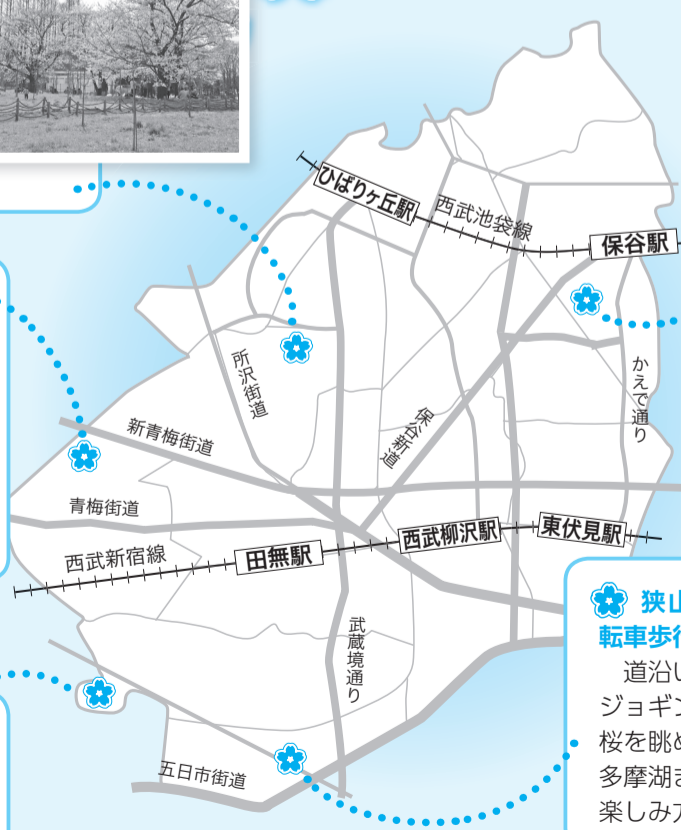 ひばりヶ丘駅
西武池袋線
保谷駅
所沢街道
かえで通り
保谷新道
新青梅街道
青梅街道
西武新宿線
田無駅
西武柳沢駅
東伏見駅
武蔵境通り
五日市街道
狭山
転車歩行
道沿い
ジョギン
桜を眺め
多摩湖ま
楽しみ方